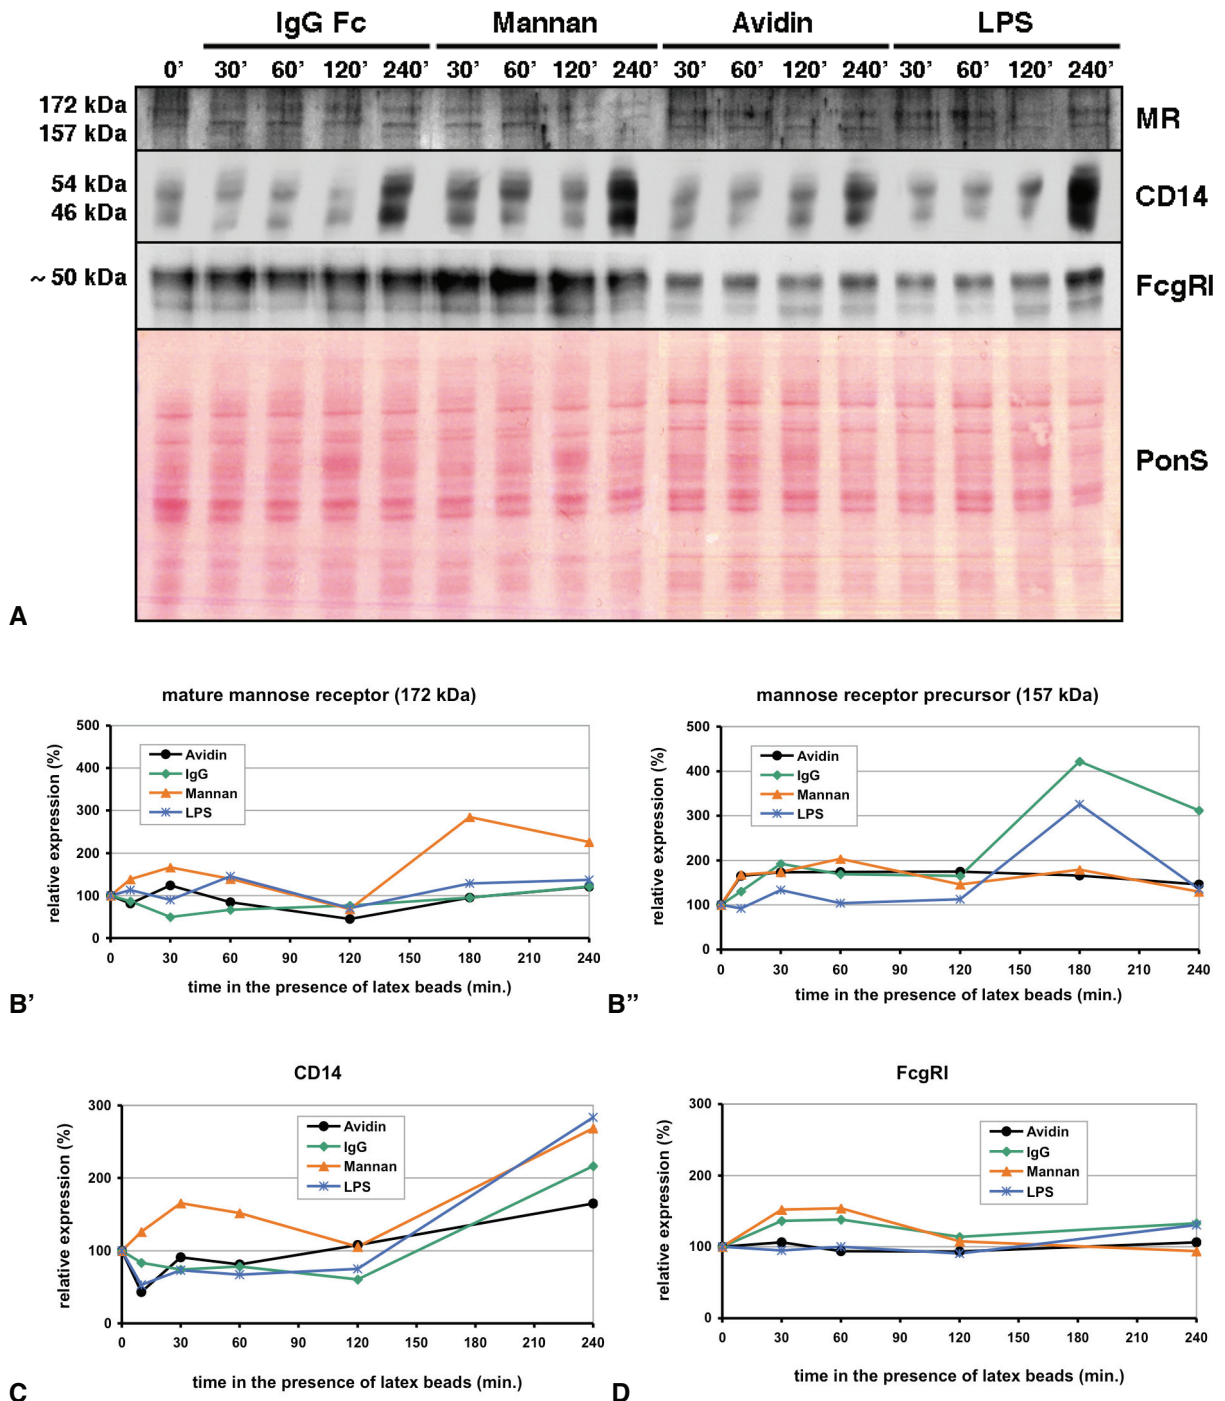 IgG Fc Mannan Avidin LPS
0’ 30’ 60’ 120’ 240’ 30’ 60’ 120’ 240’ 30’ 60’ 120’ 240’ 30’ 60’ 120’ 240’
172 kDa
157 kDa
MR
54 kDa
46 kDa
CD14
~ 50 kDa
FcgRI
PonS
A
mature mannose receptor (172 kDa)
relative expression (%)
500
400
300
200
100
0
Avidin
IgG
Mannan
LPS
0 30 60 90 120 150 180 210 240
time in the presence of latex beads (min.)
B’
mannose receptor precursor (157 kDa)
relative expression (%)
500
400
300
200
100
0
Avidin
IgG
Mannan
LPS
0 30 60 90 120 150 180 210 240
time in the presence of latex beads (min.)
B’’
CD14
relative expression (%)
300
200
100
0
Avidin
IgG
Mannan
LPS
0 30 60 90 120 150 180 210 240
time in the presence of latex beads (min.)
C
FcgRI
relative expression (%)
300
200
100
0
Avidin
IgG
Mannan
LPS
0 30 60 90 120 150 180 210 240
time in the presence of latex beads (min.)
D